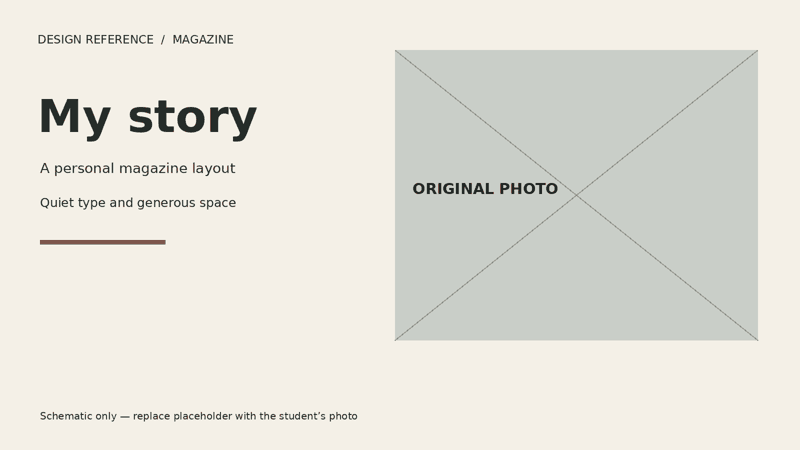 DESIGN REFERENCE / MAGAZINE
My story
A personal magazine layout
Quiet type and generous space
ORIGINAL PHOTO
Schematic only — replace placeholder with the student’s photo